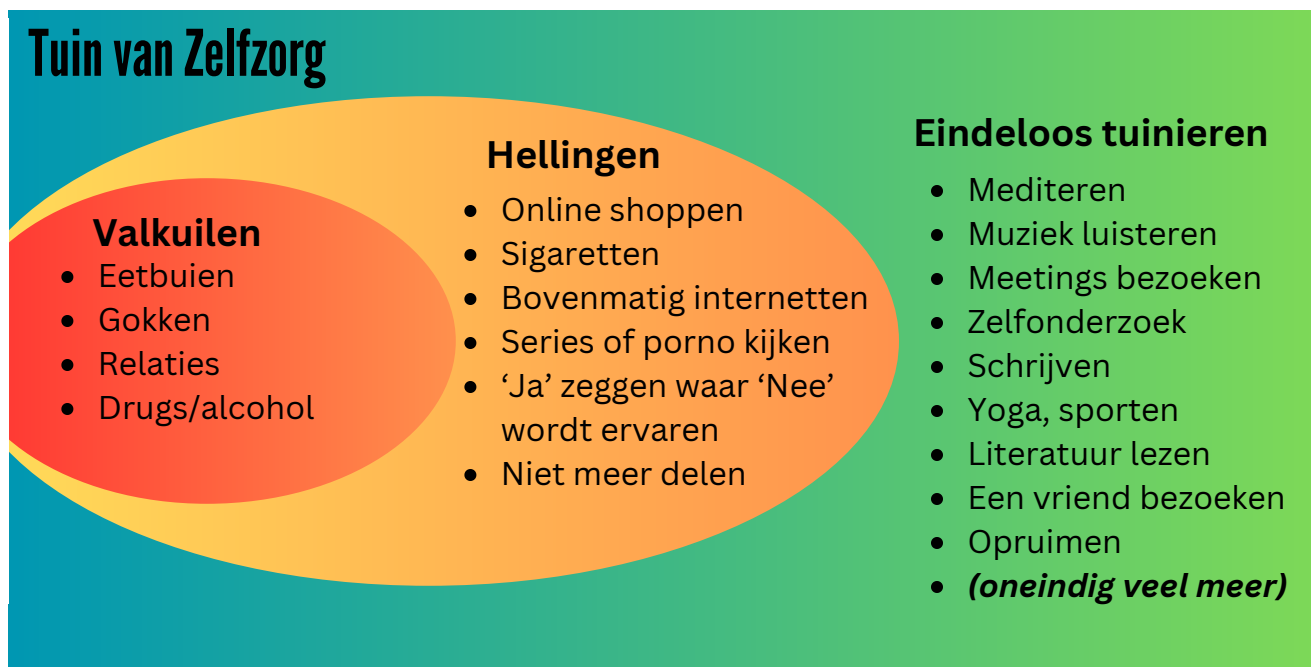 Tuin van Zelfzorg
Valkuilen
• Eetbuien
• Gokken
• Relaties
• Drugs/alcohol
Hellingen
• Online shoppen
• Sigaretten
• Bovenmatig internetten
• Series of porno kijken
• ‘Ja’ zeggen waar ‘Nee’
wordt ervaren
• Niet meer delen
Eindeloos tuinieren
• Mediteren
• Muziek luisteren
• Meetings bezoeken
• Zelfonderzoek
• Schrijven
• Yoga, sporten
• Literatuur lezen
• Een vriend bezoeken
• Opruimen
• (oneindig veel meer)